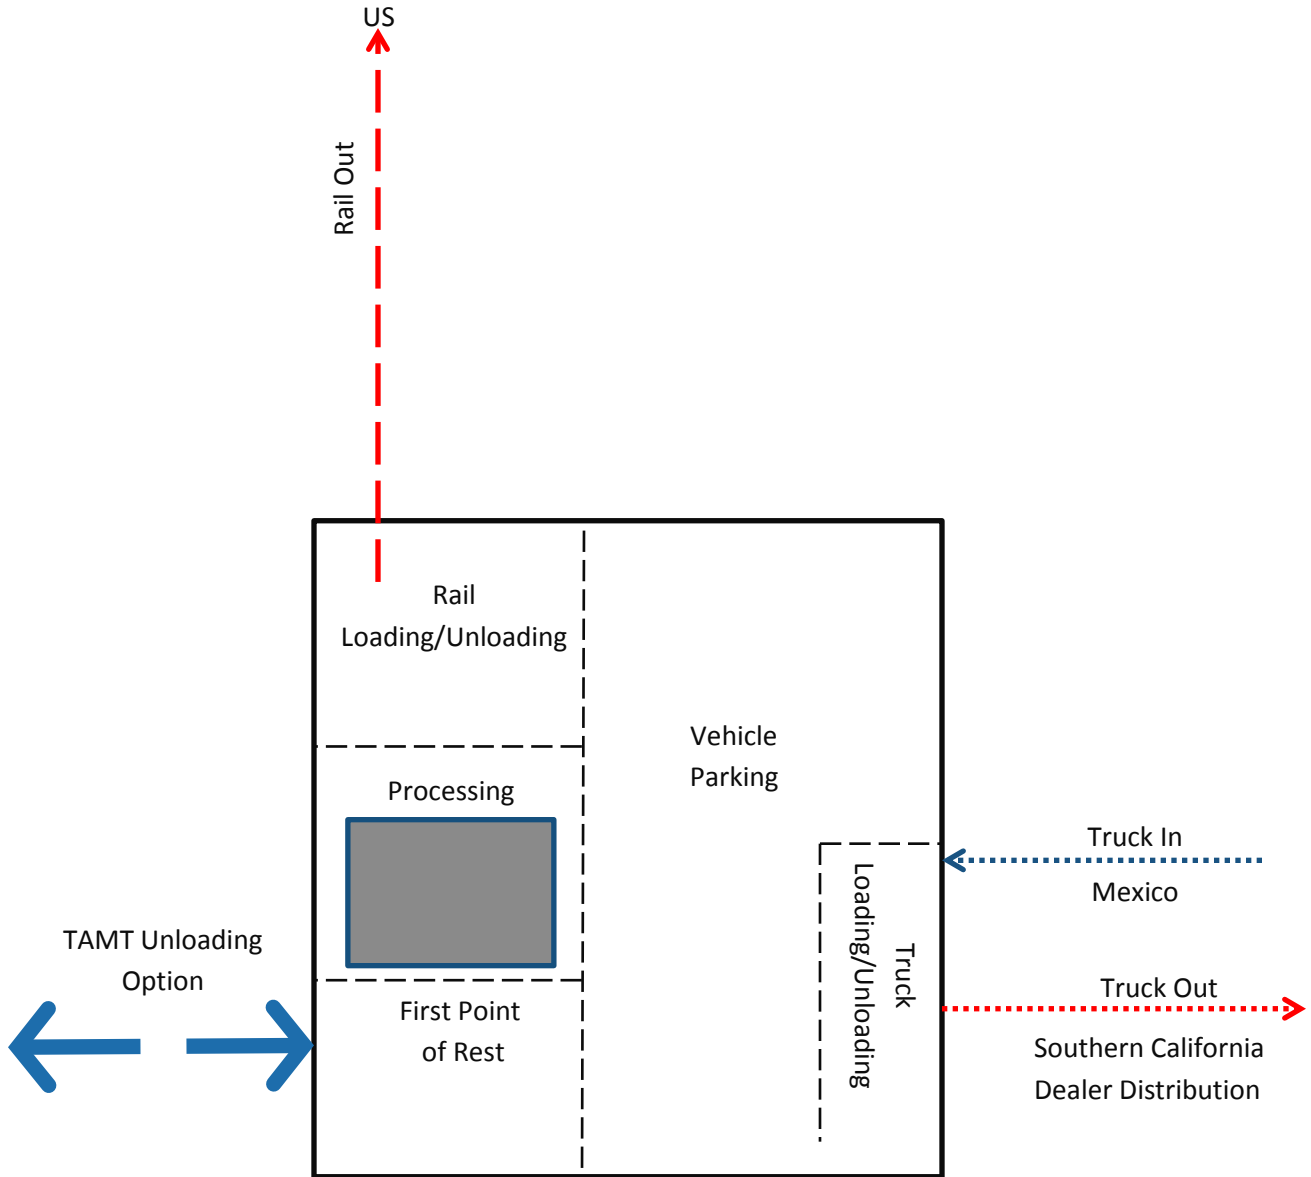 US
Rail Out
Rail
Loading/Unloading
Vehicle
Parking
Processing
Truck In
Mexico
Truck
Loading/Unloading
TAMT Unloading
Option
First Point
of Rest
Truck Out
Southern California
Dealer Distribution